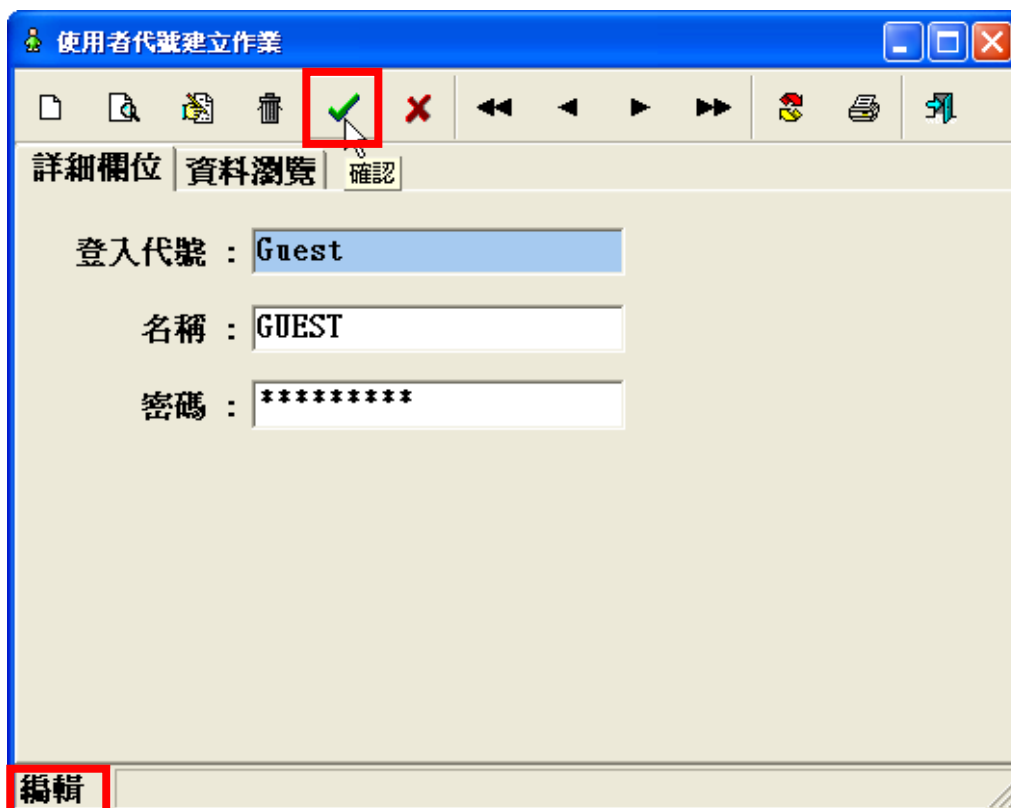 使用者代號建立作業
詳細欄位 資料瀏覽 確認
登入代號 : Guest
名稱 : GUEST
密碼 : *********
編輯